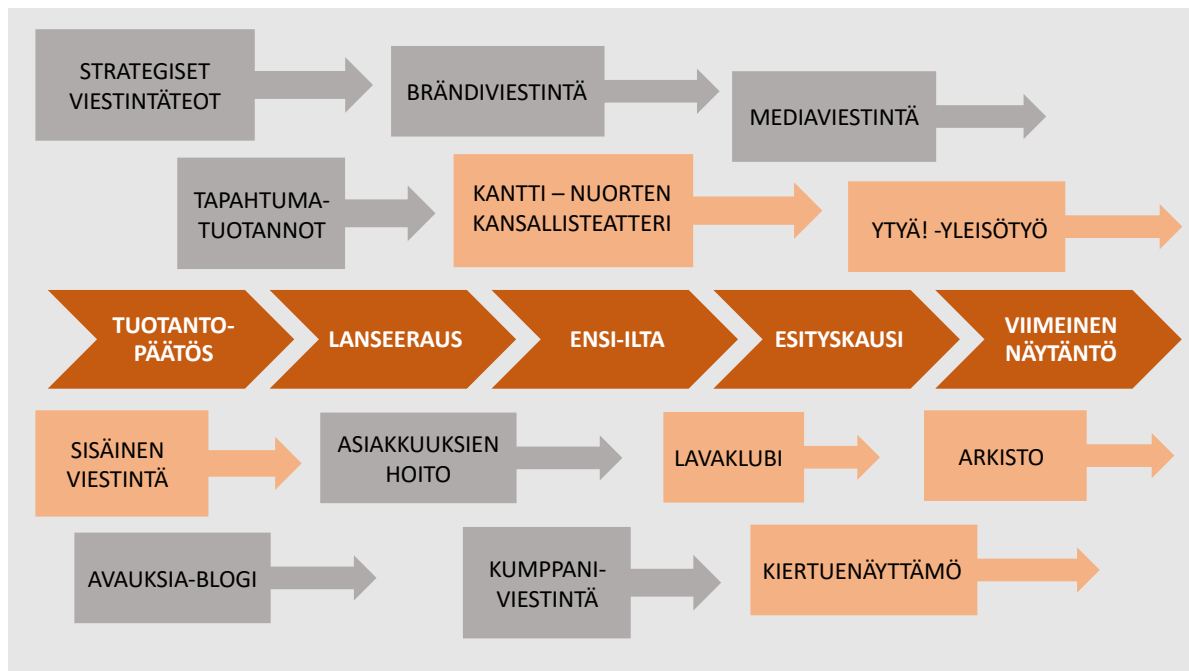 STRATEGISET
VIESTINTÄTEOT
BRÄNDIVIESTINTÄ
MEDIAVIESTINTÄ
TAPAHTUMA-
TUOTANNOT
KANTTI – NUORTEN
KANSALLISTEATTERI
YTYÄ! -YLEISÖTYÖ
TUOTANTO-
PÄÄTÖS
LANSEERAUS
ENSI-ILTA
ESITYSKAUSI
VIIMEINEN
NÄYTÄNTÖ
SISÄINEN
VIESTINTÄ
ASIAKKUUKSIEN
HOITO
LAVAKLUBI
ARKISTO
AVAUKSIA-BLOGI
KUMPPANI-
VIESTINTÄ
KIERTUENÄYTTÄMÖ